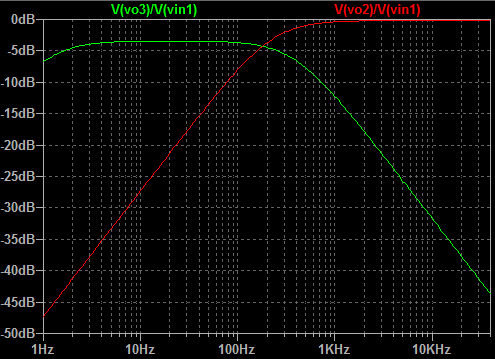 V(vo3)/V(vin1) V(vo2)/V(vin1)
0dB
-5dB
-10dB
-15dB
-20dB
-25dB
-30dB
-35dB
-40dB
-45dB
-50dB
1Hz 10Hz 100Hz 1KHz 10KHz